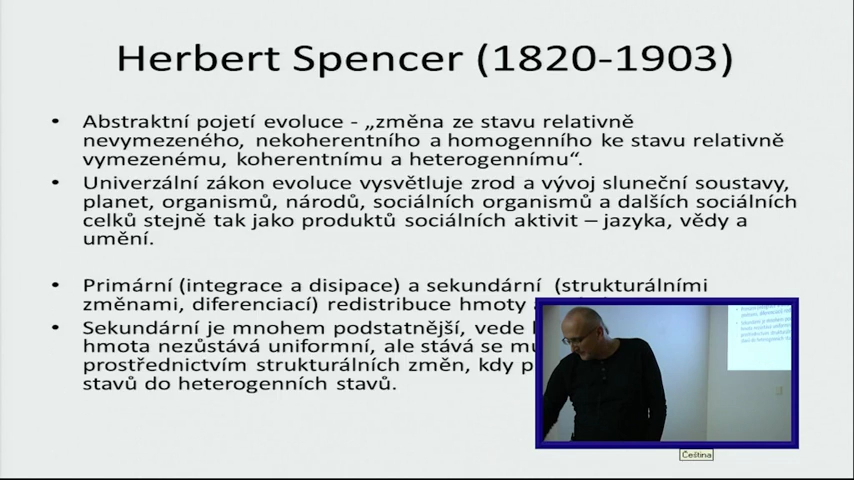 Herbert Spencer (1820-1903)
• Abstraktní pojetí evoluce - „změna ze stavu relativně
nevymezeného, nekoherentního a homogenního ke stavu relativně
vymezenému, koherentnímu a heterogennímu“.
• Univerzální zákon evoluce vysvětluje zrod a vývoj sluneční soustavy,
planet, organismů, národů, sociálních organismů a dalších sociálních
celků stejně tak jako produktů sociálních aktivit – jazyka, vědy a
umění.
• Primární (integrace a disipace) a sekundární (strukturálními
změnami, diferenciací) redistribuce hmoty
• Sekundární je mnohem podstatnější, vede
hmota nezůstává uniformní, ale stává se
prostřednictvím strukturálních změn, kdy
stavů do heterogenních stavů.
Čeština